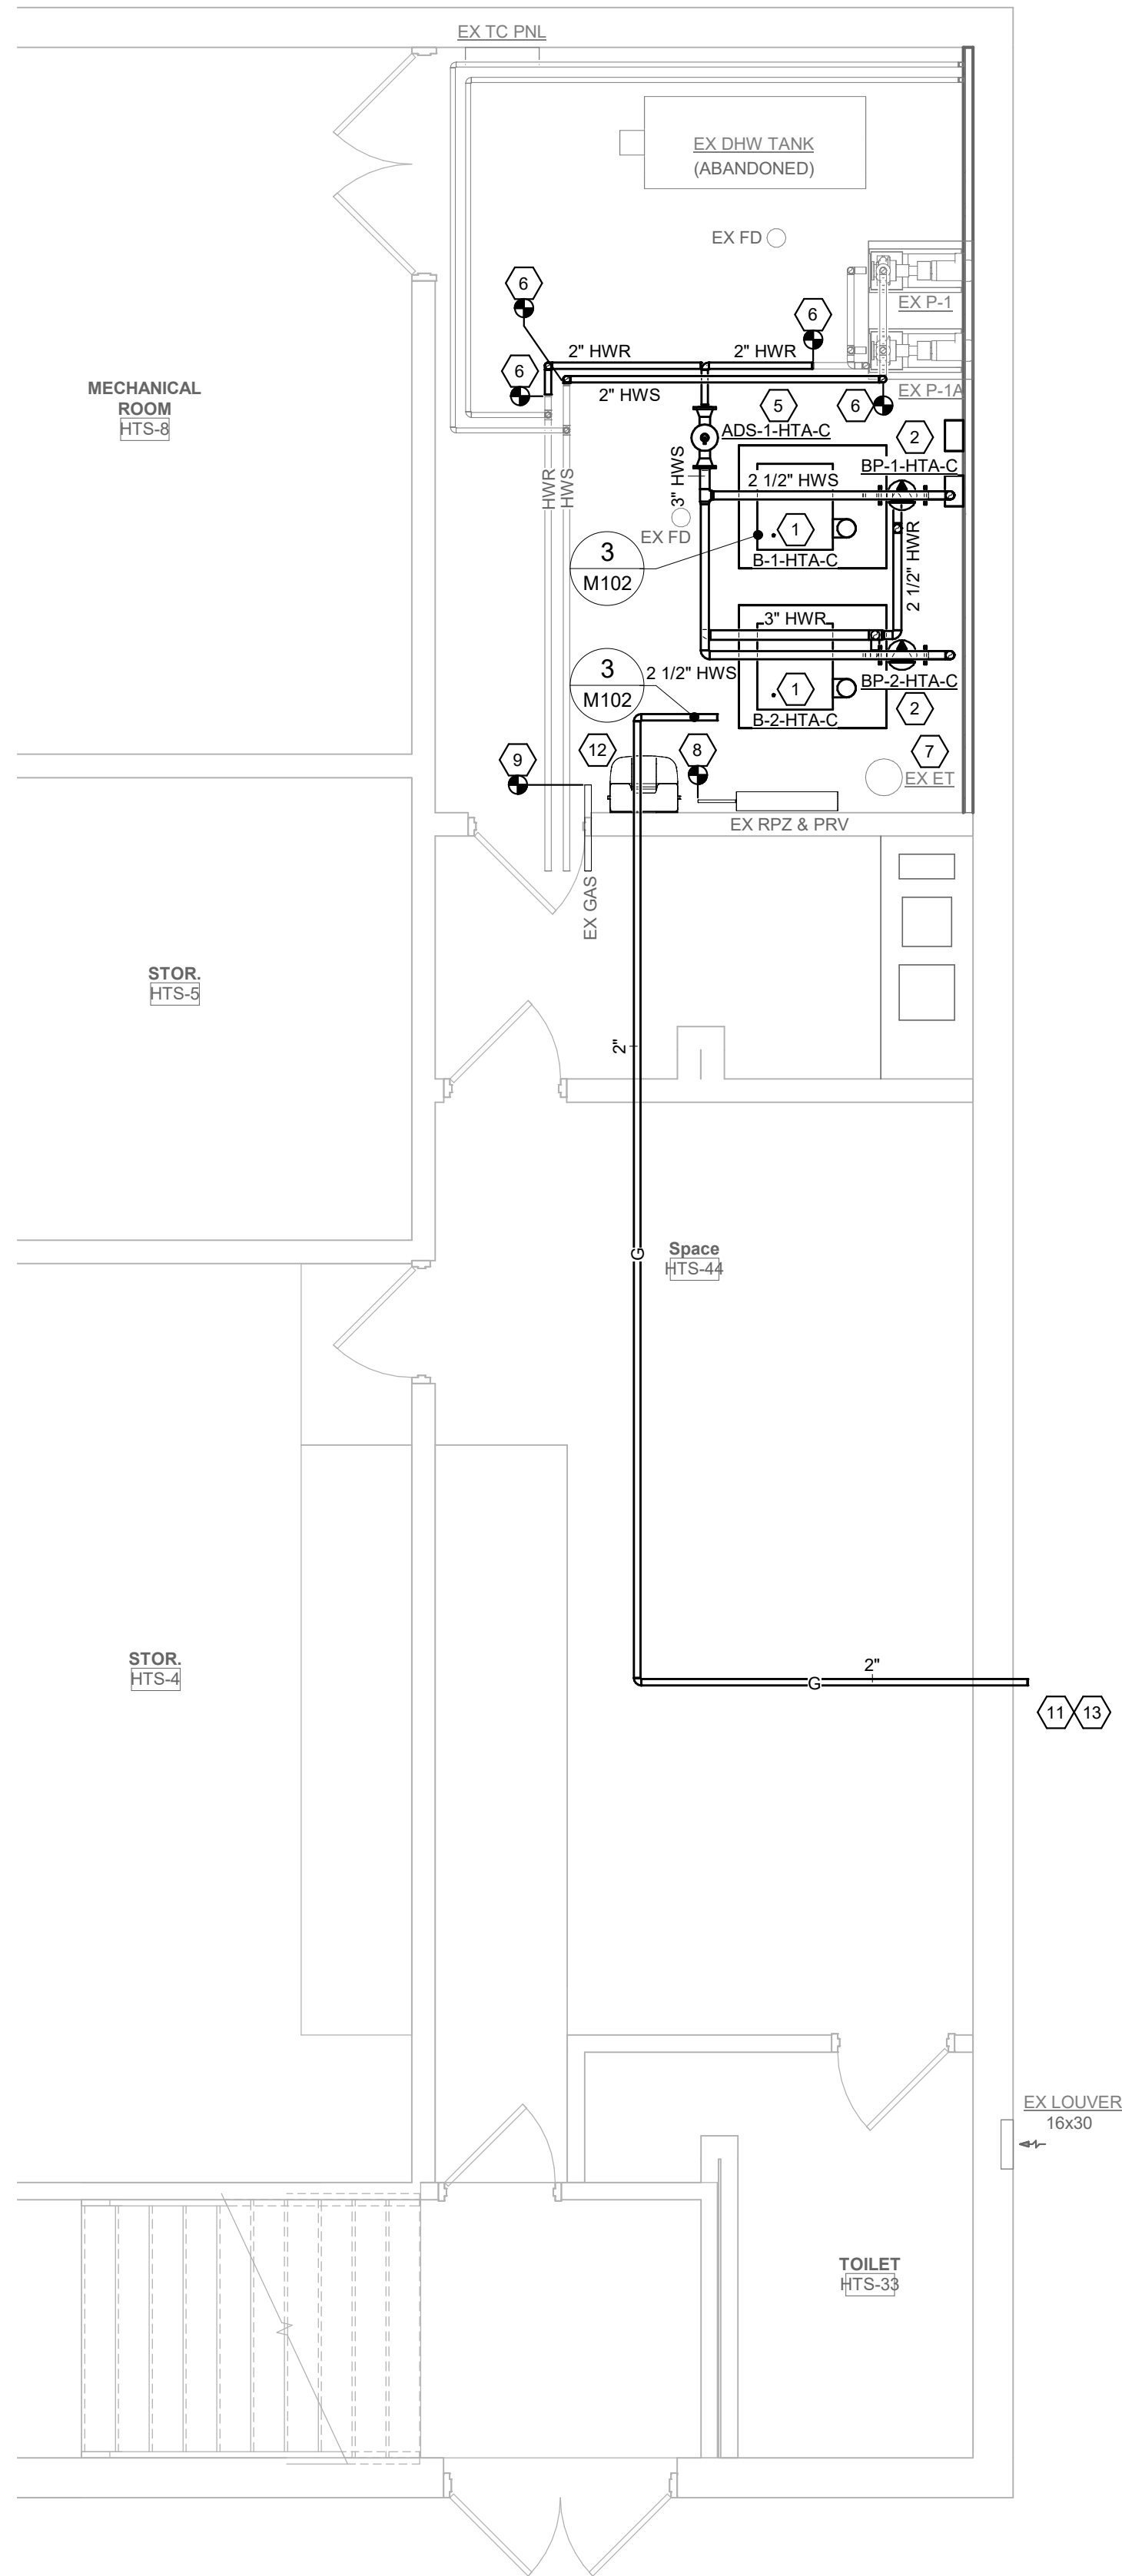 EX TC PNL
EX DHW TANK
(ABANDONED)
EX FD
6
6
EX P-1
2" HWR
2" HWR
6
2" HWS
MECHANICAL
ROOM
HTS-8
5
6
EX P-1A
ADS-1-HTA-C
2
BP-1-HTA-C
HWR
HWS
3" HWS
2 1/2" HWS
EX FD
1
B-1-HTA-C
2 1/2" HWR
3
M102
3" HWR
3
M102
2 1/2" HWS
BP-2-HTA-C
1
B-2-HTA-C
2
9
12
8
7
EX ET
EX RPZ & PRV
EX GAS
STOR.
HTS-5
2"
G
Space
HTS-44
STOR.
HTS-4
2"
G
11
13
EX LOUVER
16x30
TOILET
HTS-33